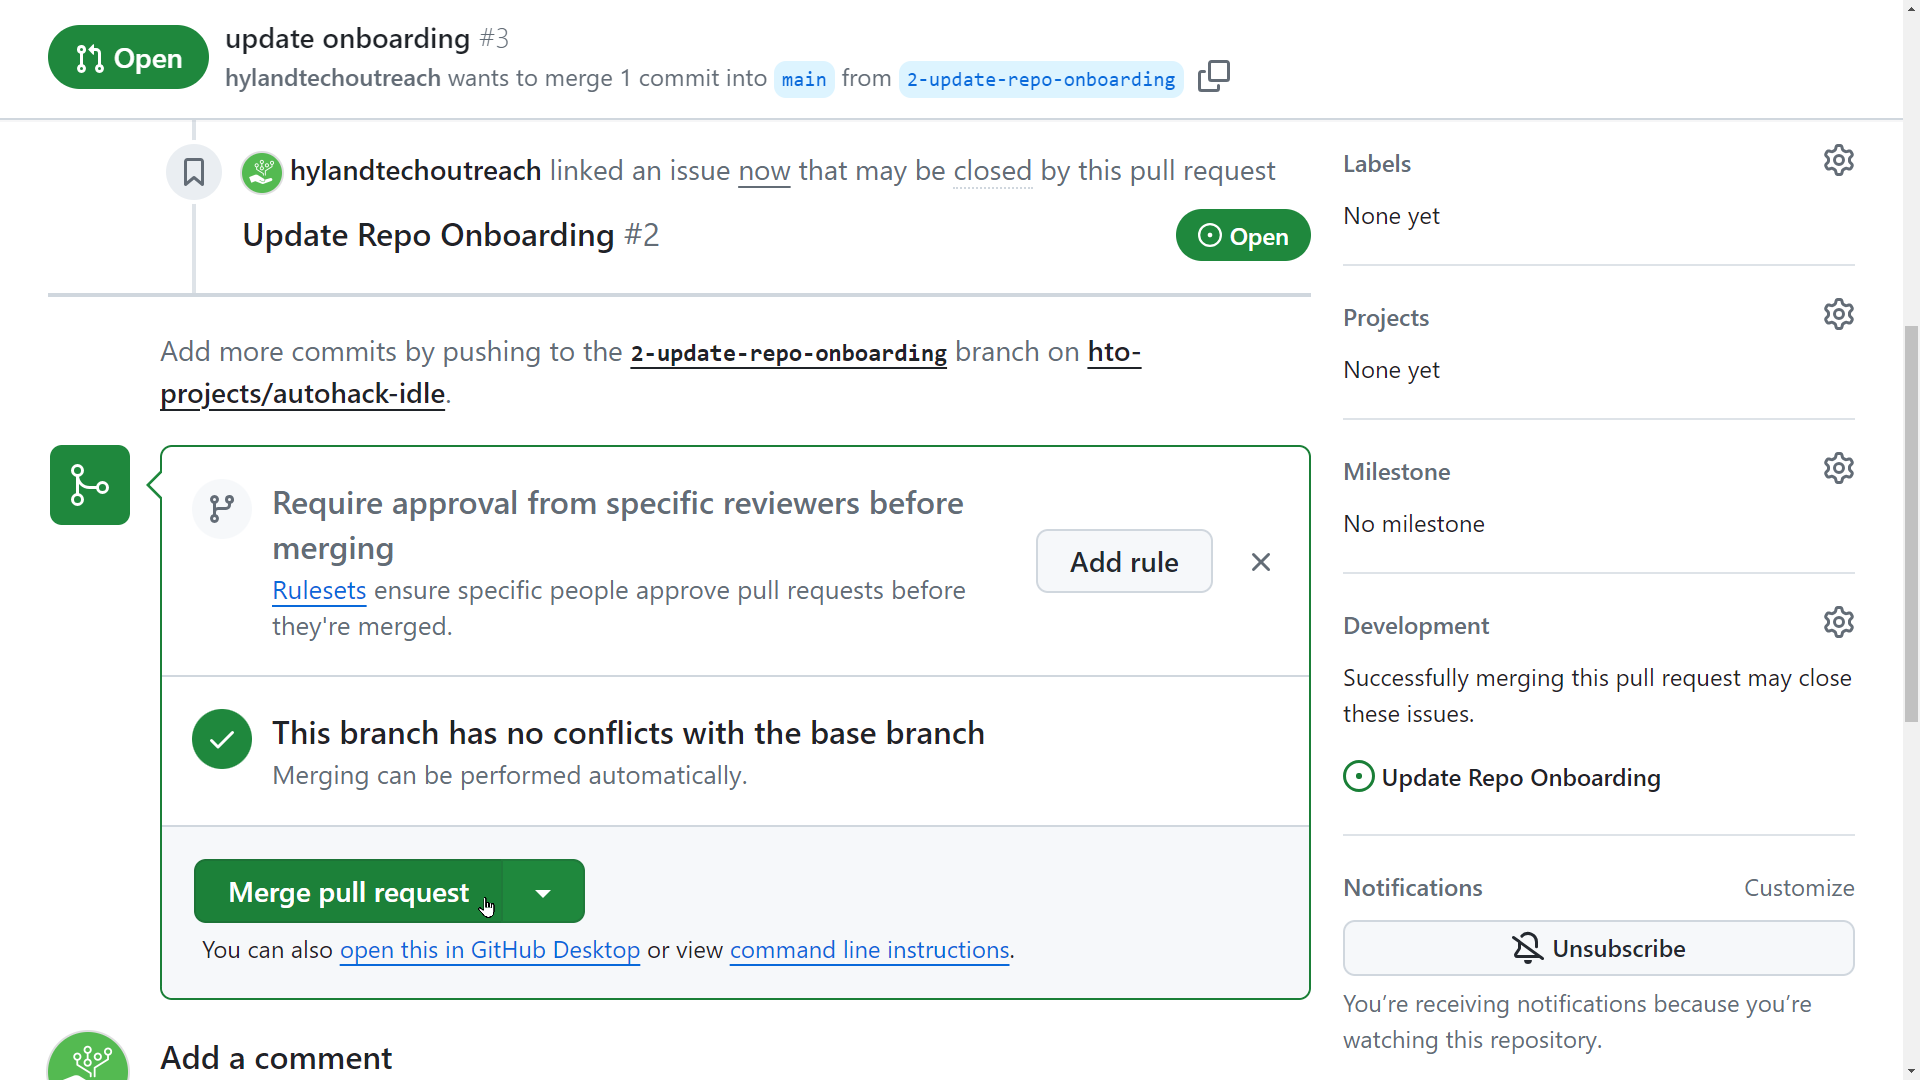 Open
update onboarding #3
hylandtechoutreach wants to merge 1 commit into main from 2-update-repo-onboarding
hylandtechoutreach linked an issue now that may be closed by this pull request
Update Repo Onboarding #2
Open
Add more commits by pushing to the 2-update-repo-onboarding branch on hto-
projects/autohack-idle.
Require approval from specific reviewers before
merging
Rulesets ensure specific people approve pull requests before
they're merged.
Add rule
This branch has no conflicts with the base branch
Merging can be performed automatically.
Merge pull request
You can also open this in GitHub Desktop or view command line instructions.
Add a comment
Labels
None yet
Projects
None yet
Milestone
No milestone
Development
Successfully merging this pull request may close
these issues.
Update Repo Onboarding
Notifications
Customize
Unsubscribe
You’re receiving notifications because you’re
watching this repository.